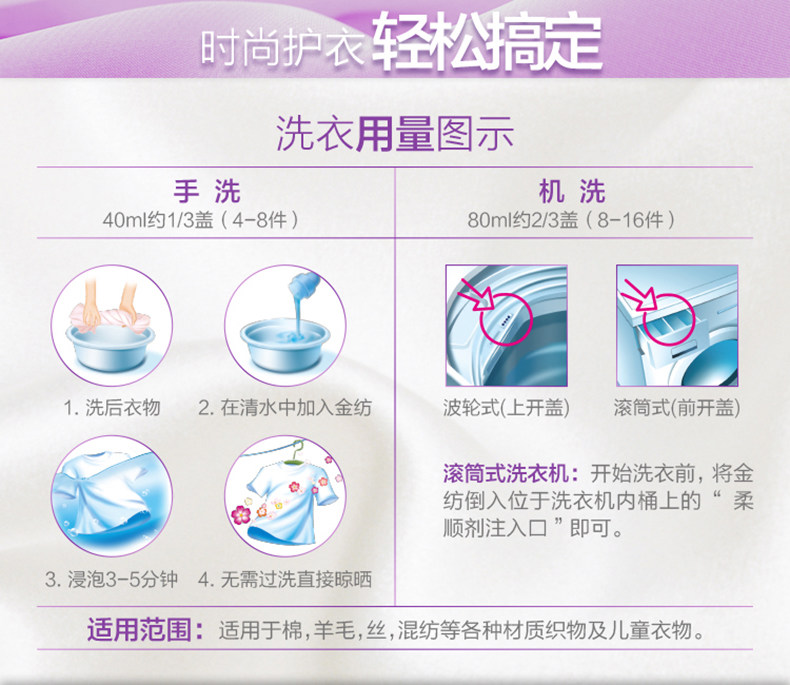 时尚护衣轻松搞定
洗衣用量图示
手 洗
40ml约1/3盖（4-8件）
机 洗
80ml约2/3盖（8-16件）
1. 洗后衣物
2. 在清水中加入金纺
3. 浸泡3-5分钟
4. 无需过洗直接晾晒
波轮式(上开盖)
滚筒式(前开盖)
滚筒式洗衣机：开始洗衣前，将金
纺倒入位于洗衣机内桶上的“ 柔
顺剂注入口 ”即可。
适用范围：适用于棉，羊毛，丝，混纺等各种材质织物及儿童衣物。